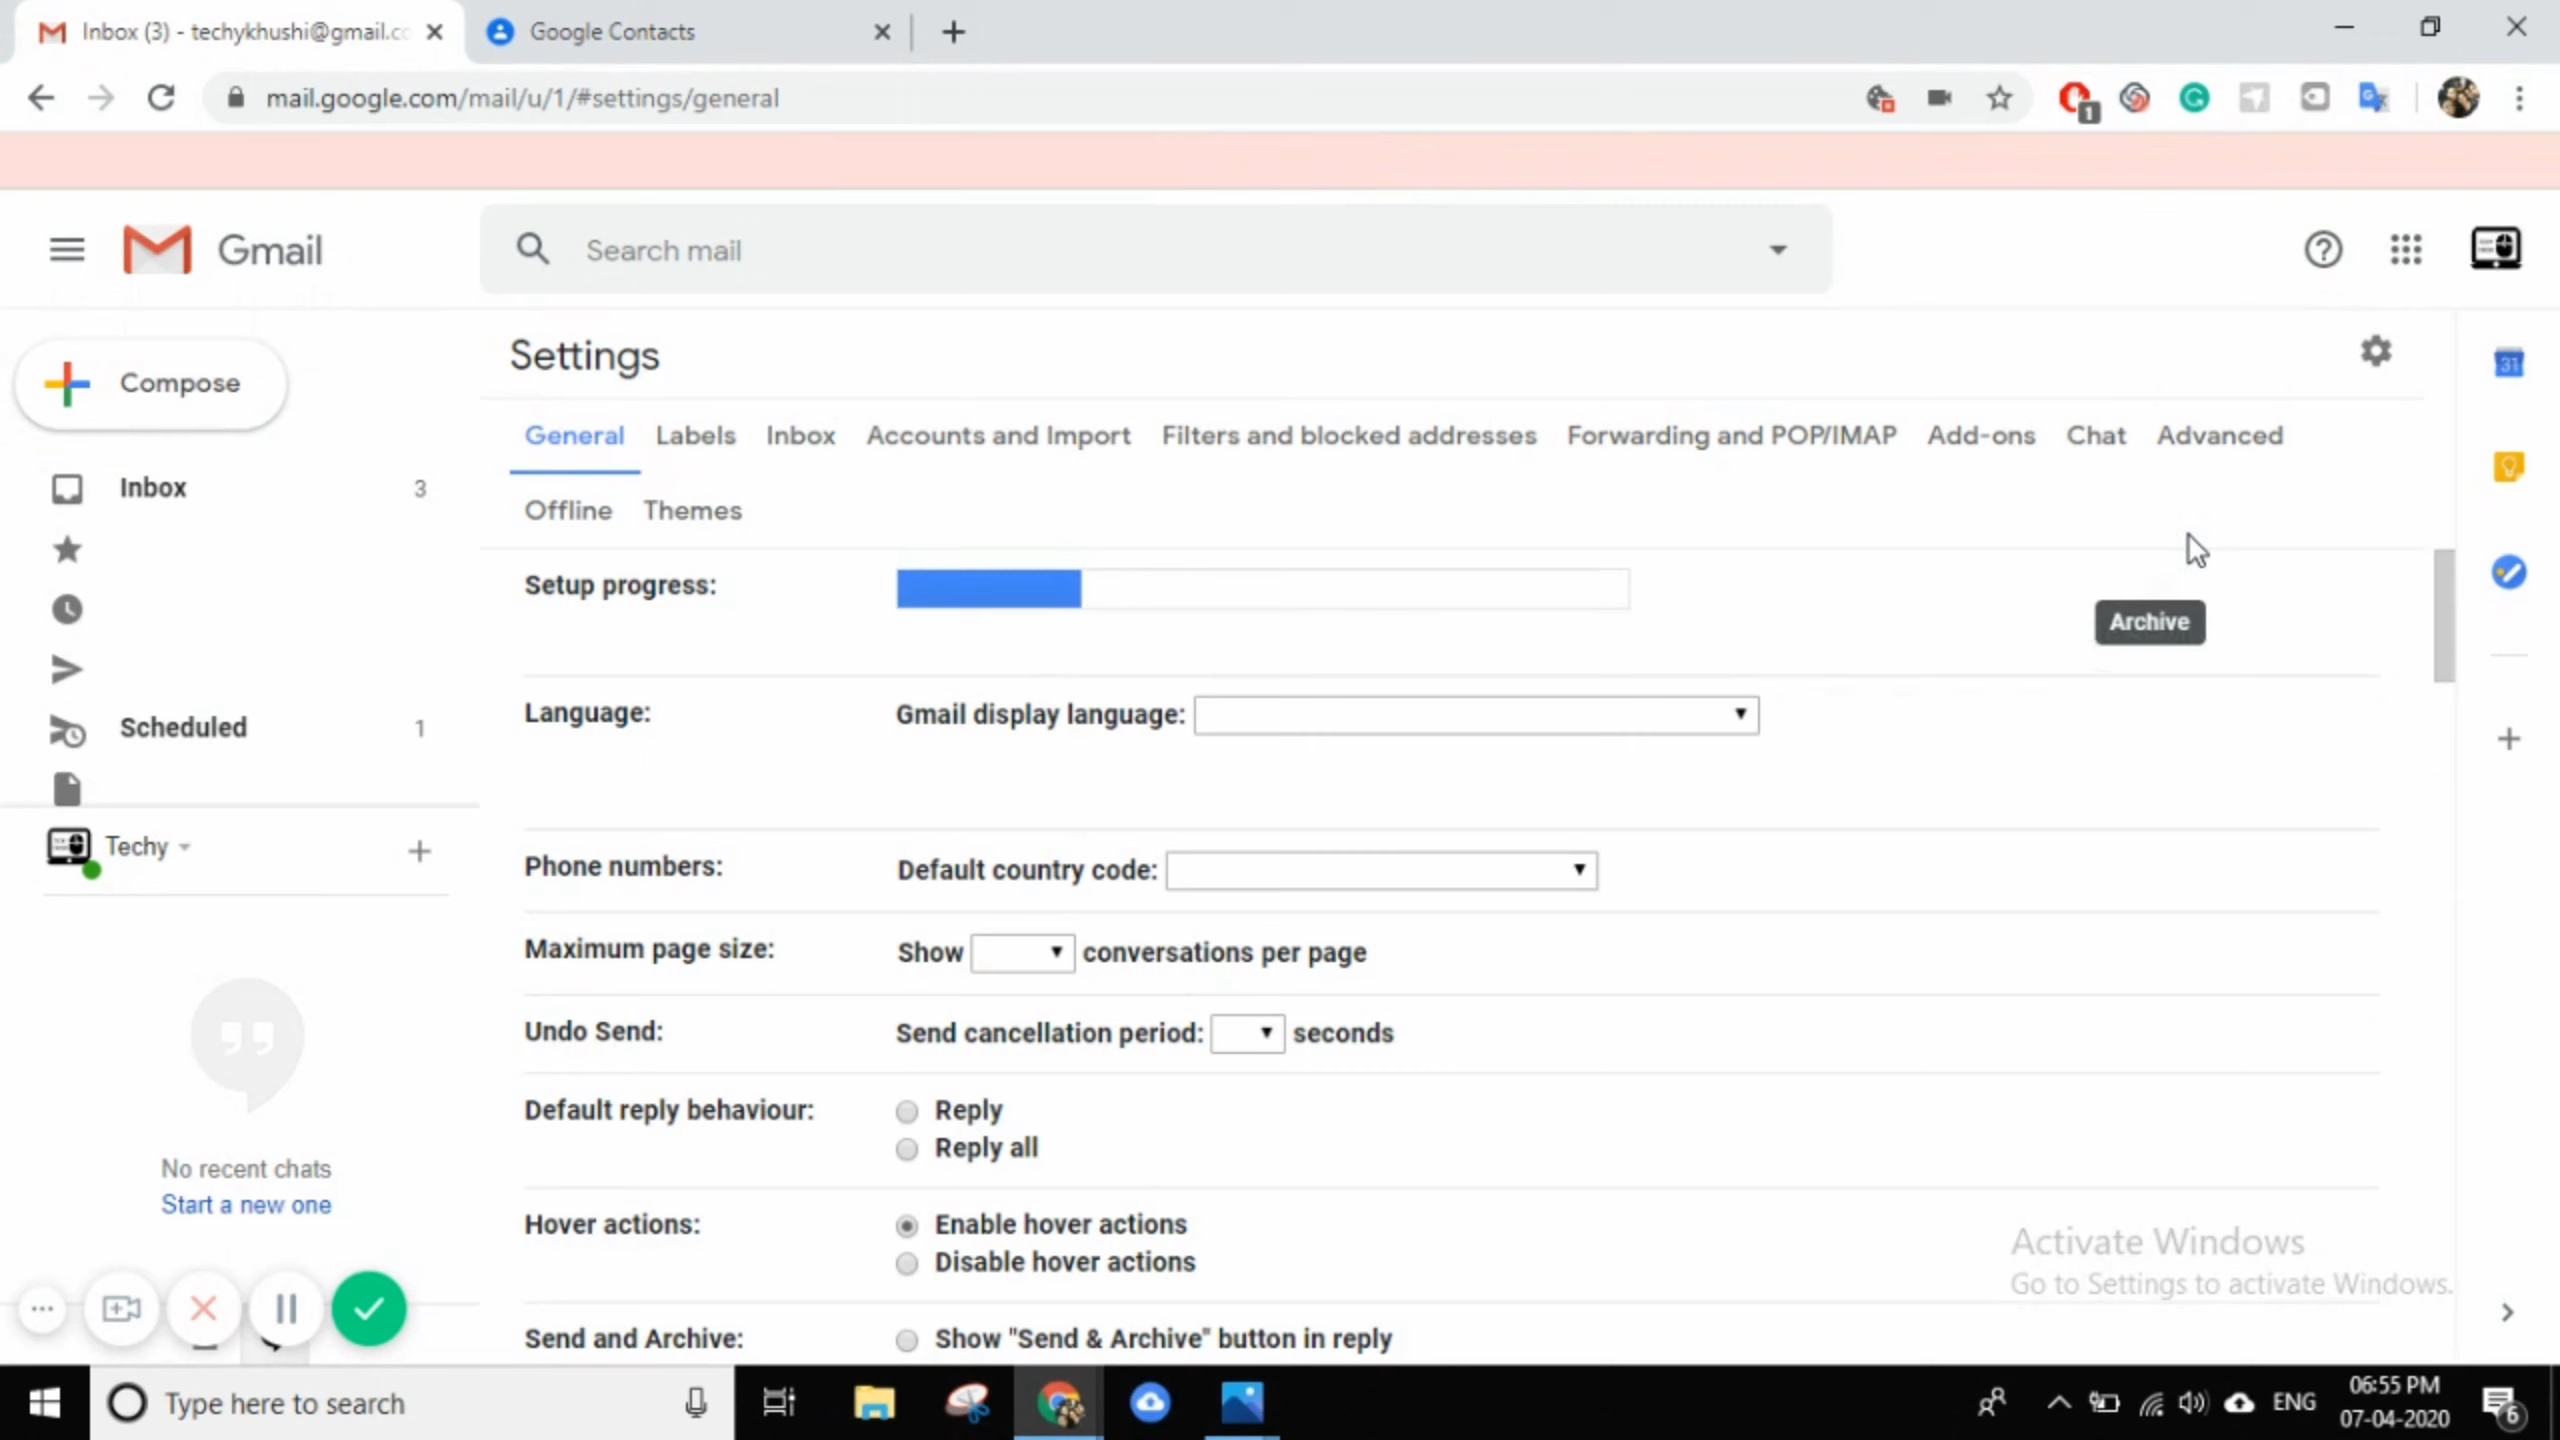 Inbox (3) - techykhushi@gmail.co
Google Contacts
mail.google.com/mail/u/1/#settings/general
1
Gmail
Search mail
Settings
Compose
31
General Labels Inbox Accounts and Import Filters and blocked addresses Forwarding and POP/IMAP Add-ons Chat Advanced
Offline Themes
Inbox 3
Setup progress:
Archive
Language: Gmail display language:
Scheduled 1
Techy
Phone numbers: Default country code:
Maximum page size: Show conversations per page
Undo Send: Send cancellation period: seconds
Default reply behaviour: Reply
Reply all
No recent chats
Start a new one
Hover actions: Enable hover actions
Disable hover actions
Activate Windows
Go to Settings to activate Windows.
Send and Archive: Show "Send & Archive" button in reply
Type here to search
ENG
06:55 PM
07-04-2020
6